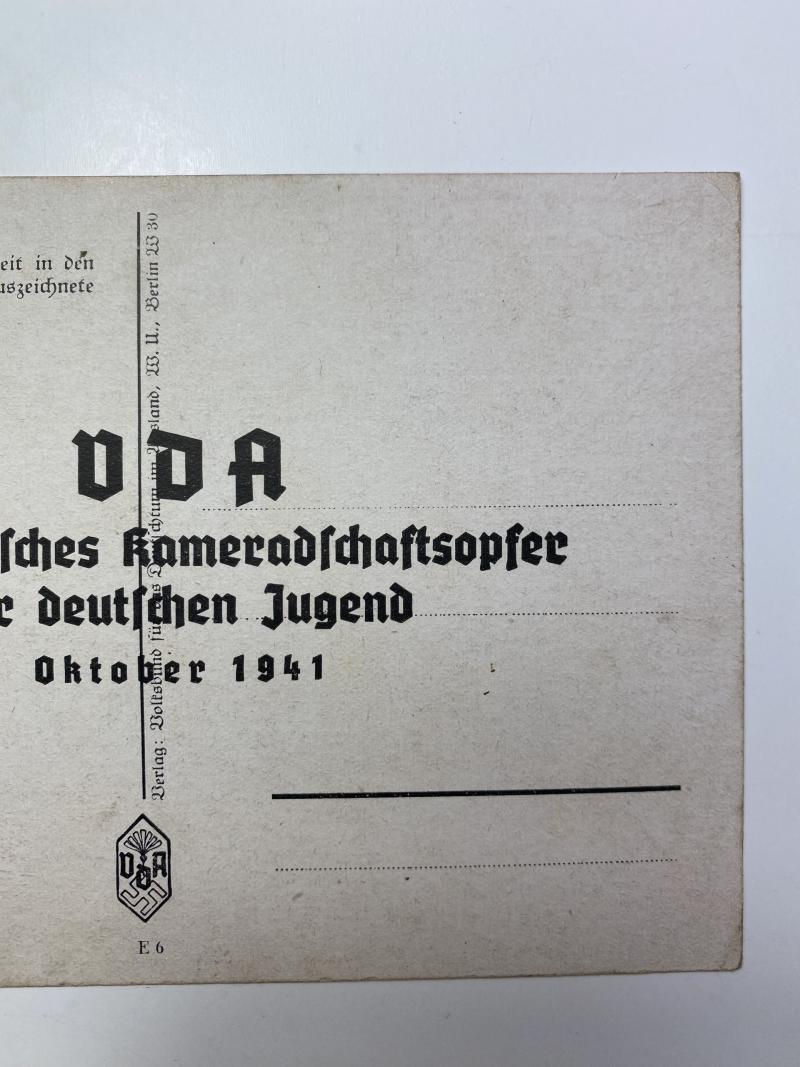 eit in den
uszeichnete
VDA
sches Kameradschaftsopfer
r deutschen Jugend
Oktober 1941
Verlag: Volksbund für das Deutschtum im Ausland, W. U., Berlin W 30
VDA
E 6